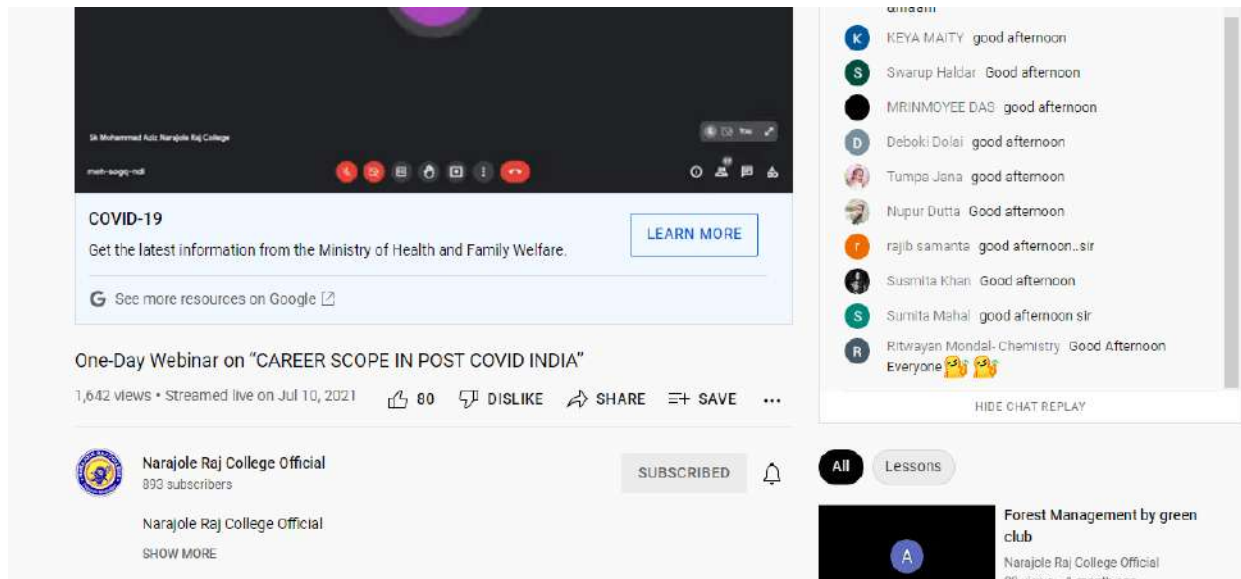 Sk Mohammed Aziz Narajole Raj College
You
COVID-19
Get the latest information from the Ministry of Health and Family Welfare.
LEARN MORE
G See more resources on Google
One-Day Webinar on “CAREER SCOPE IN POST COVID INDIA”
1,642 views • Streamed live on Jul 10, 2021
80 DISLIKE SHARE SAVE
Narajole Raj College Official
893 subscribers
SUBSCRIBED
Narajole Raj College Official
SHOW MORE
K KEYA MAITY good afternoon
S Swarup Haldar Good afternoon
MRINMOYEE DAS good afternoon
D Deboki Dolai good afternoon
Tumpa Jana good afternoon
Nupur Dutta Good afternoon
r rajib samanta good afternoon..sir
Susmita Khan Good afternoon
S Sumita Mahal good afternoon sir
R Ritwayan Mondal- Chemistry Good Afternoon
Everyone
HIDE CHAT REPLAY
All Lessons
A
Forest Management by green
club
Narajole Raj College Official